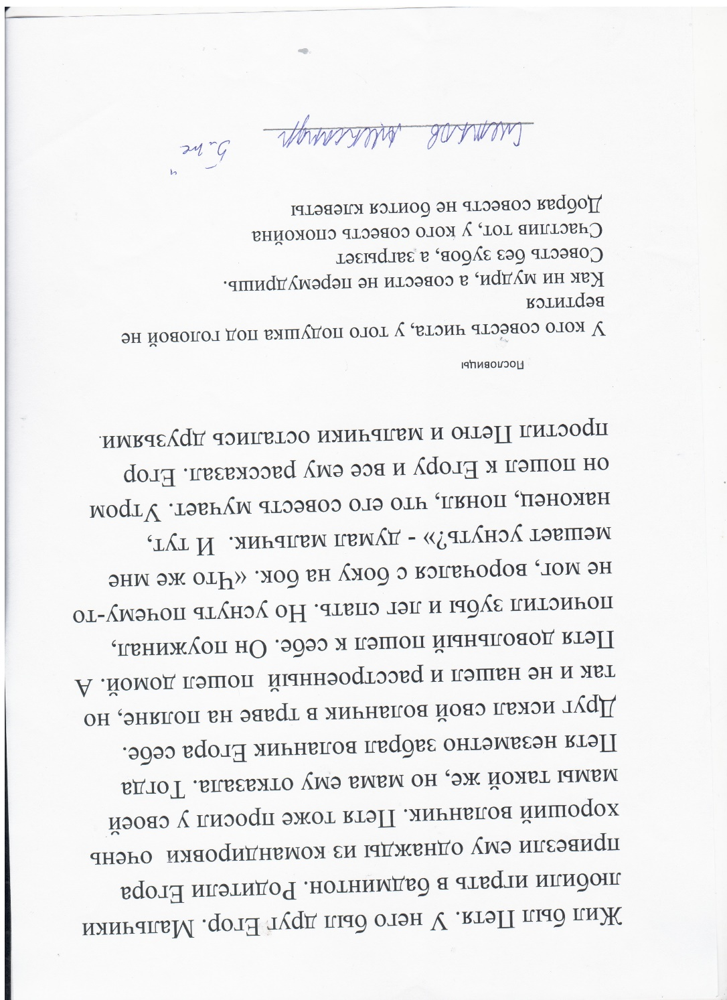 Жил был Петя. У него был друг Егор. Мальчики
любили играть в бадминтон. Родители Егора
привезли ему однажды из командировки очень
хороший воланчик. Петя тоже просил у своей
мамы такой же, но мама ему отказала. Тогда
Петя незаметно забрал воланчик Егора себе.
Друг искал свой воланчик в траве на поляне, но
так и не нашел и расстроенный пошел домой. А
Петя довольный пошел к себе. Он поужинал,
почистил зубы и лег спать. Но уснуть почему-то
не мог, ворочался с боку на бок. «Что же мне
мешает уснуть?» - думал мальчик. И тут,
наконец, понял, что его совесть мучает. Утром
он пошел к Егору и все ему рассказал. Егор
простил Петю и мальчики остались друзьями.
Пословицы
У кого совесть чиста, у того подушка под головой не
вертится
Как ни мудри, а совести не перемудришь.
Совесть без зубов, а загрызет
Счастлив тот, у кого совесть спокойна
Добрая совесть не боится клеветы